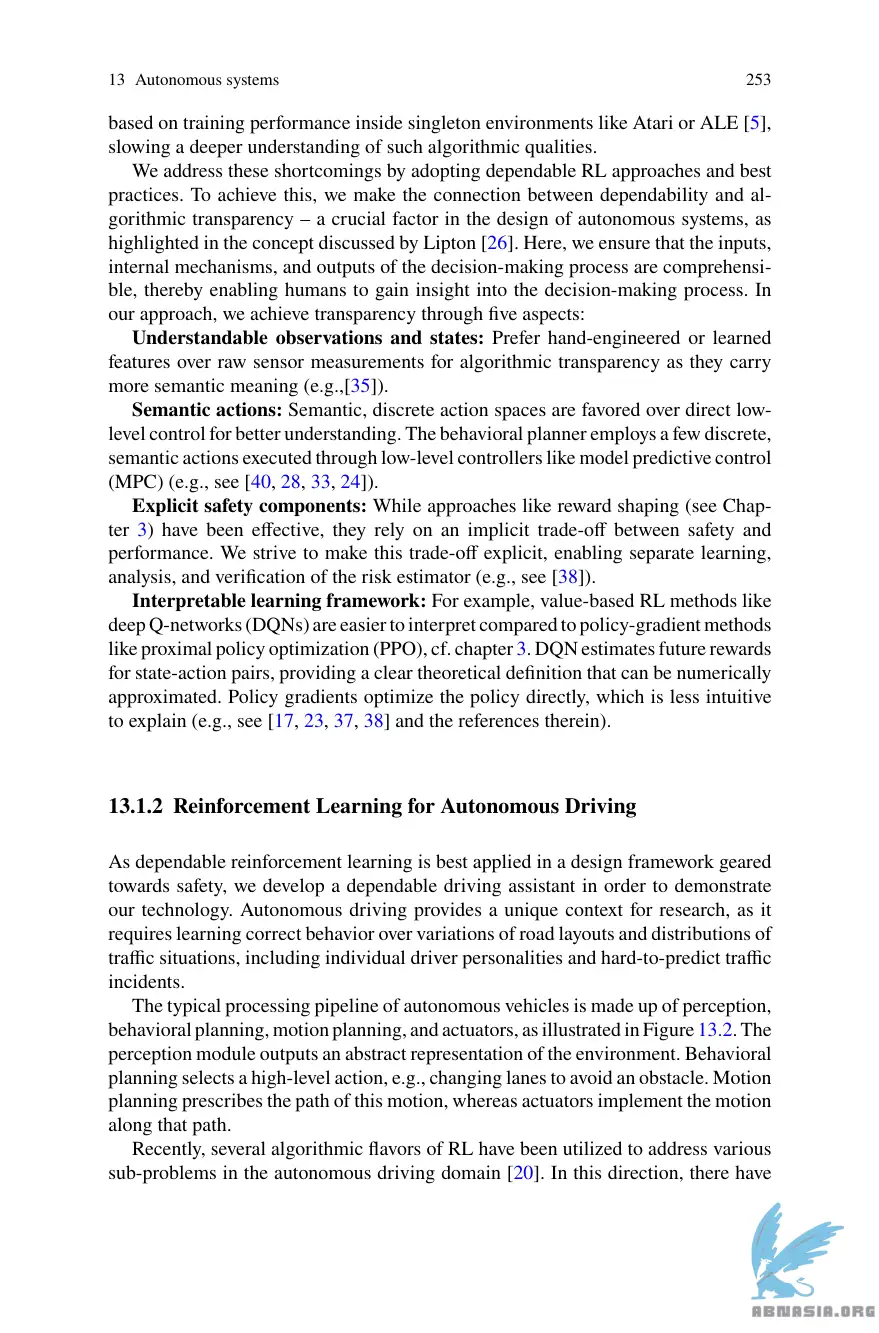 13 Autonomous systems 253
based on training performance inside singleton environments like Atari or ALE [5],
slowing a deeper understanding of such algorithmic qualities.
We address these shortcomings by adopting dependable RL approaches and best
practices. To achieve this, we make the connection between dependability and al-
gorithmic transparency – a crucial factor in the design of autonomous systems, as
highlighted in the concept discussed by Lipton [26]. Here, we ensure that the inputs,
internal mechanisms, and outputs of the decision-making process are comprehensi-
ble, thereby enabling humans to gain insight into the decision-making process. In
our approach, we achieve transparency through five aspects:
Understandable observations and states: Prefer hand-engineered or learned
features over raw sensor measurements for algorithmic transparency as they carry
more semantic meaning (e.g.,[35]).
Semantic actions: Semantic, discrete action spaces are favored over direct low-
level control for better understanding. The behavioral planner employs a few discrete,
semantic actions executed through low-level controllers like model predictive control
(MPC) (e.g., see [40, 28, 33, 24]).
Explicit safety components: While approaches like reward shaping (see Chap-
ter 3) have been effective, they rely on an implicit trade-off between safety and
performance. We strive to make this trade-off explicit, enabling separate learning,
analysis, and verification of the risk estimator (e.g., see [38]).
Interpretable learning framework: For example, value-based RL methods like
deep Q-networks (DQNs) are easier to interpret compared to policy-gradient methods
like proximal policy optimization (PPO), cf. chapter 3. DQN estimates future rewards
for state-action pairs, providing a clear theoretical definition that can be numerically
approximated. Policy gradients optimize the policy directly, which is less intuitive
to explain (e.g., see [17, 23, 37, 38] and the references therein).
13.1.2 Reinforcement Learning for Autonomous Driving
As dependable reinforcement learning is best applied in a design framework geared
towards safety, we develop a dependable driving assistant in order to demonstrate
our technology. Autonomous driving provides a unique context for research, as it
requires learning correct behavior over variations of road layouts and distributions of
traffic situations, including individual driver personalities and hard-to-predict traffic
incidents.
The typical processing pipeline of autonomous vehicles is made up of perception,
behavioral planning, motion planning, and actuators, as illustrated in Figure 13.2. The
perception module outputs an abstract representation of the environment. Behavioral
planning selects a high-level action, e.g., changing lanes to avoid an obstacle. Motion
planning prescribes the path of this motion, whereas actuators implement the motion
along that path.
Recently, several algorithmic flavors of RL have been utilized to address various
sub-problems in the autonomous driving domain [20]. In this direction, there have
ABNASIA.ORG